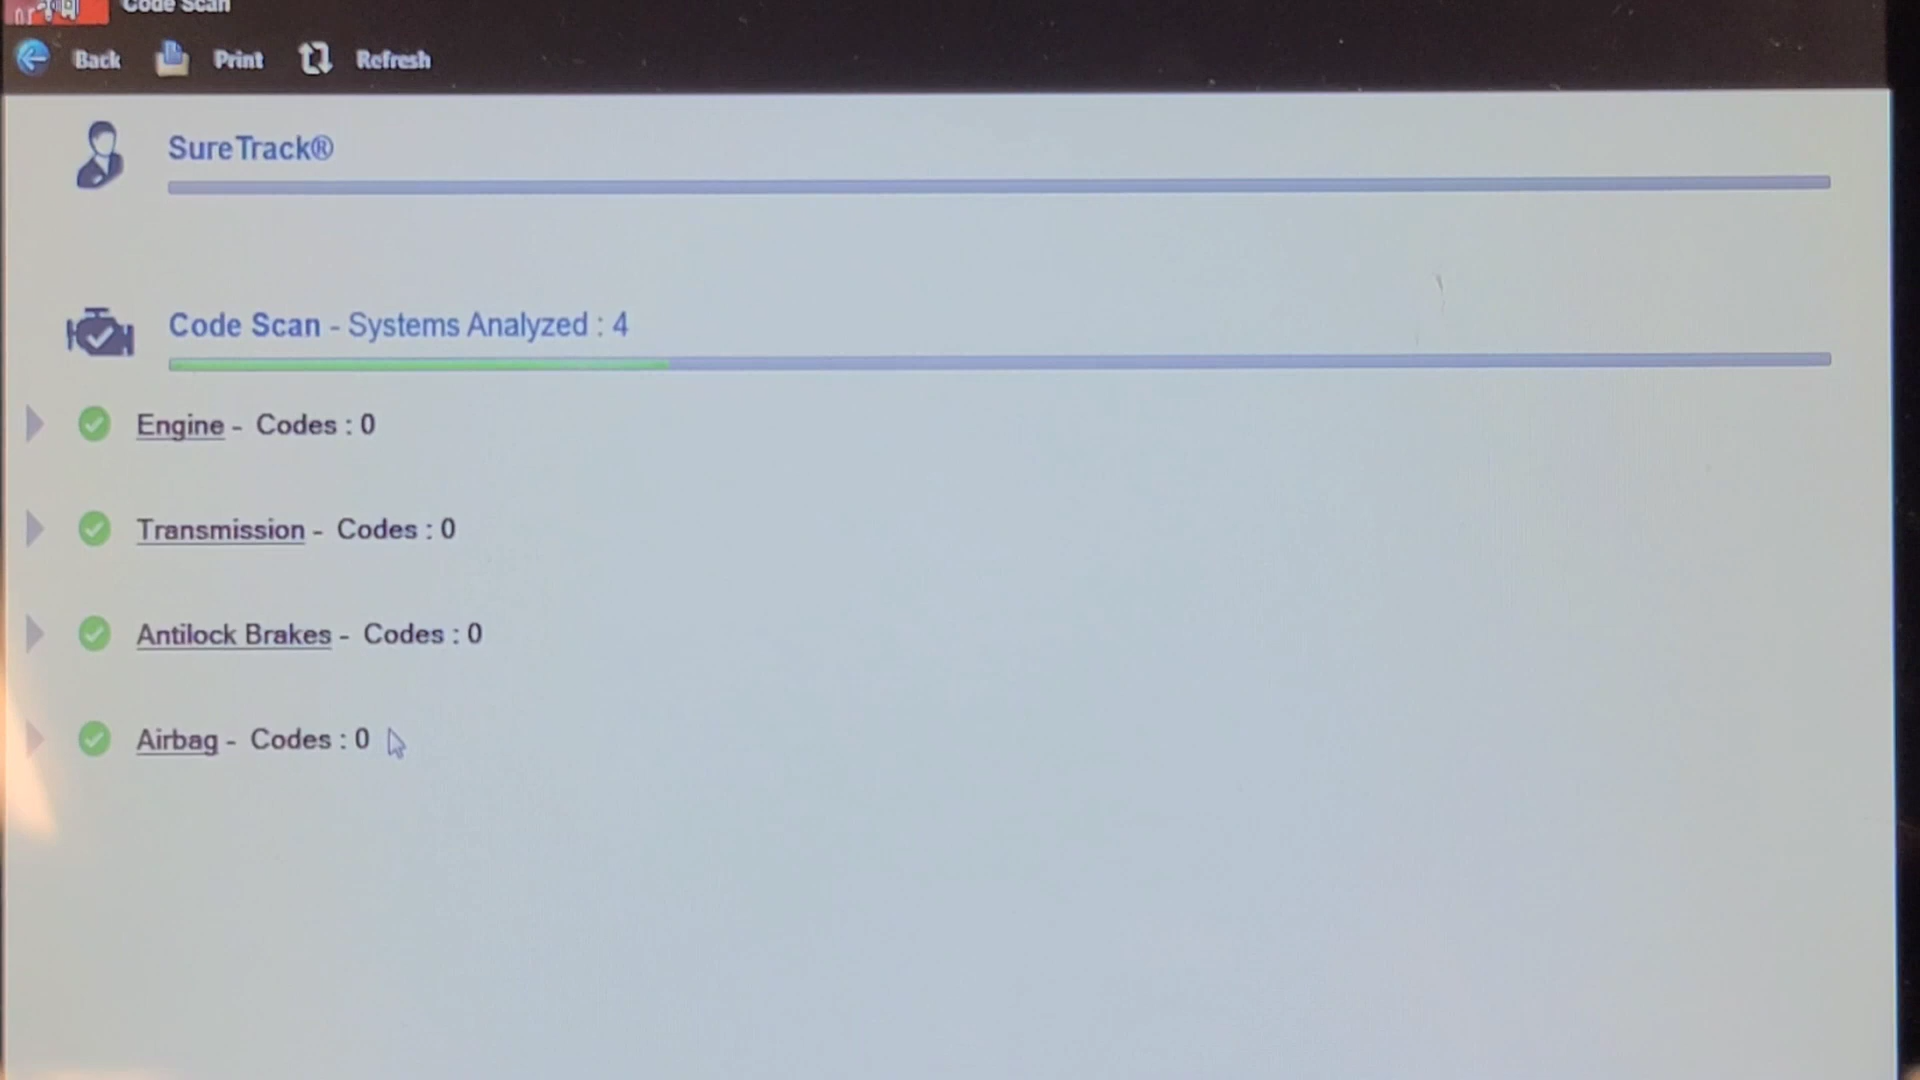 Code Scan
Back Print Refresh
SureTrack®
Code Scan - Systems Analyzed : 4
Engine - Codes : 0
Transmission - Codes : 0
Antilock Brakes - Codes : 0
Airbag - Codes : 0